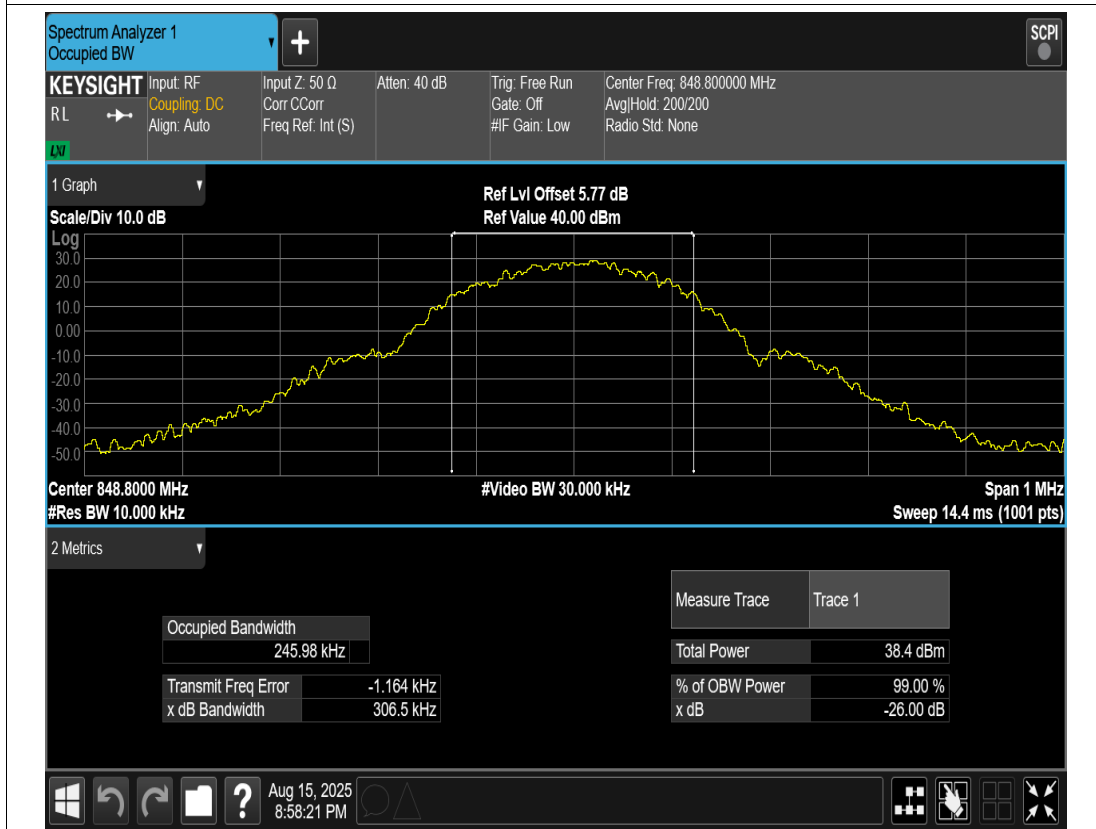 Spectrum Analyzer 1
Occupied BW
▼
+
SCPI
KEYSIGHT
RL
LXI
Input: RF
Coupling: DC
Align: Auto
Input Z: 50 Ω
Corr CCorr
Freq Ref: Int (S)
Atten: 40 dB
Trig: Free Run
Gate: Off
#IF Gain: Low
Center Freq: 848.800000 MHz
Avg|Hold: 200/200
Radio Std: None
1 Graph ▼
Scale/Div 10.0 dB
Ref Lvl Offset 5.77 dB
Ref Value 40.00 dBm
Log
30.0
20.0
10.0
0.00
-10.0
-20.0
-30.0
-40.0
-50.0
Center 848.8000 MHz
#Res BW 10.000 kHz
#Video BW 30.000 kHz
Span 1 MHz
Sweep 14.4 ms (1001 pts)
2 Metrics ▼
Occupied Bandwidth
245.98 kHz
Transmit Freq Error -1.164 kHz
x dB Bandwidth 306.5 kHz
Measure Trace Trace 1
Total Power 38.4 dBm
% of OBW Power 99.00 %
x dB -26.00 dB
?
Aug 15, 2025
8:58:21 PM